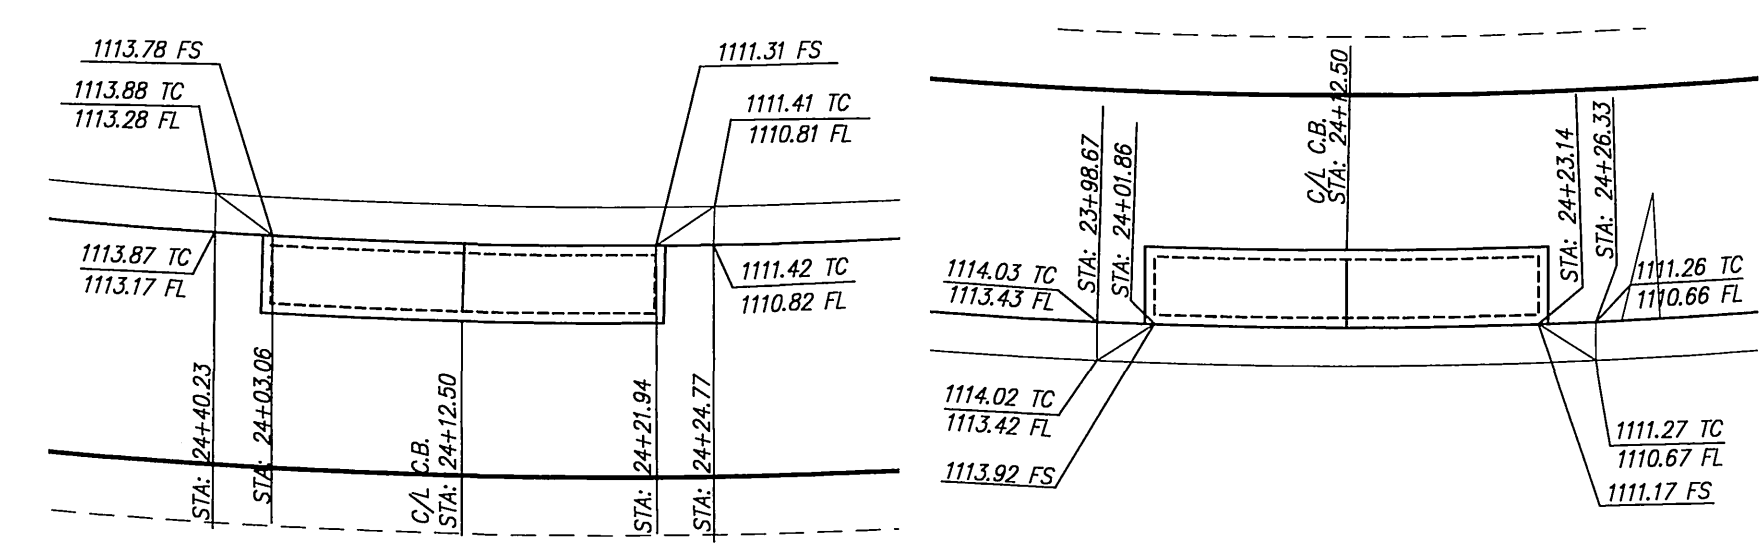 1113.78 FS
1113.88 TC
1113.28 FL
1111.31 FS
1111.41 TC
1110.81 FL
1113.87 TC
1113.17 FL
1111.42 TC
1110.82 FL
STA: 24+40.23
STA: 24+03.06
C/L C.B.
STA: 24+12.50
STA: 24+21.94
STA: 24+24.77
C/L C.B.
STA: 24+12.50
STA: 23+98.67
STA: 24+01.86
STA: 24+23.14
STA: 24+26.33
1114.03 TC
1113.43 FL
1111.26 TC
1110.66 FL
1114.02 TC
1113.42 FL
1113.92 FS
1111.27 TC
1110.67 FL
1111.17 FS